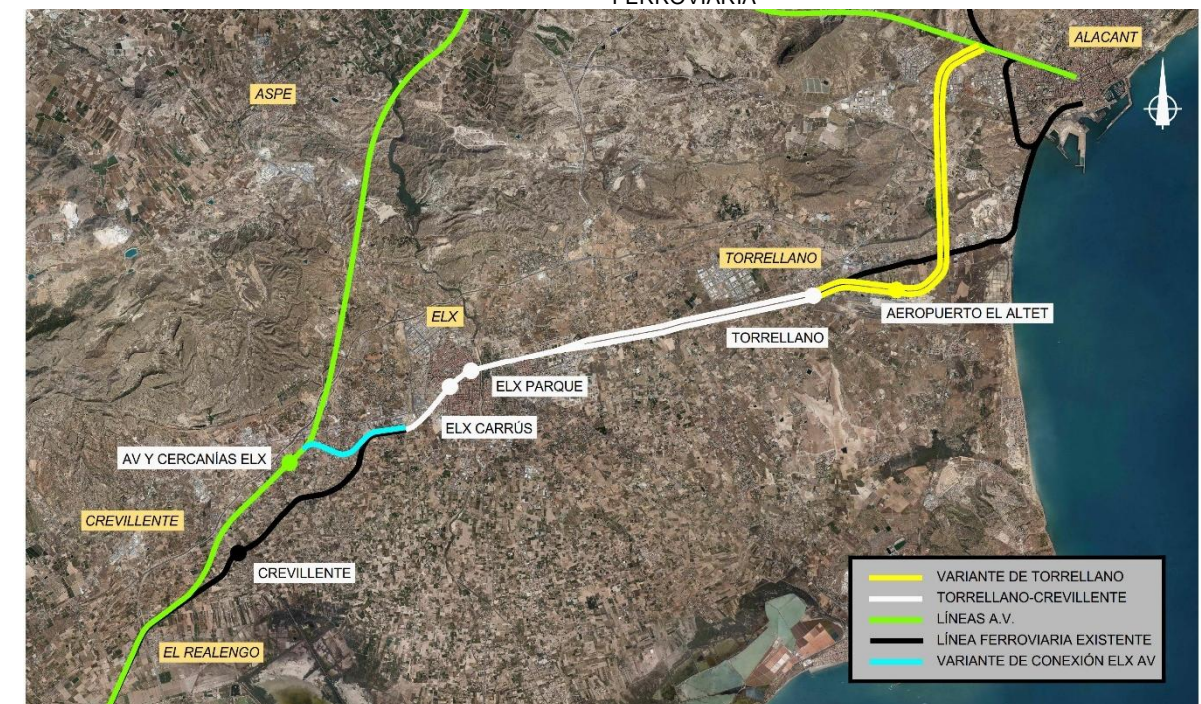 FERROVIARIA
ALACANT
ASPE
TORRELLANO
AEROPUERTO EL ALTET
ELX
TORRELLANO
ELX PARQUE
ELX CARRÚS
AV Y CERCANÍAS ELX
CREVILLENTE
CREVILLENTE
EL REALENGO
VARIANTE DE TORRELLANO
TORRELLANO-CREVILLENTE
LÍNEAS A.V.
LÍNEA FERROVIARIA EXISTENTE
VARIANTE DE CONEXIÓN ELX AV